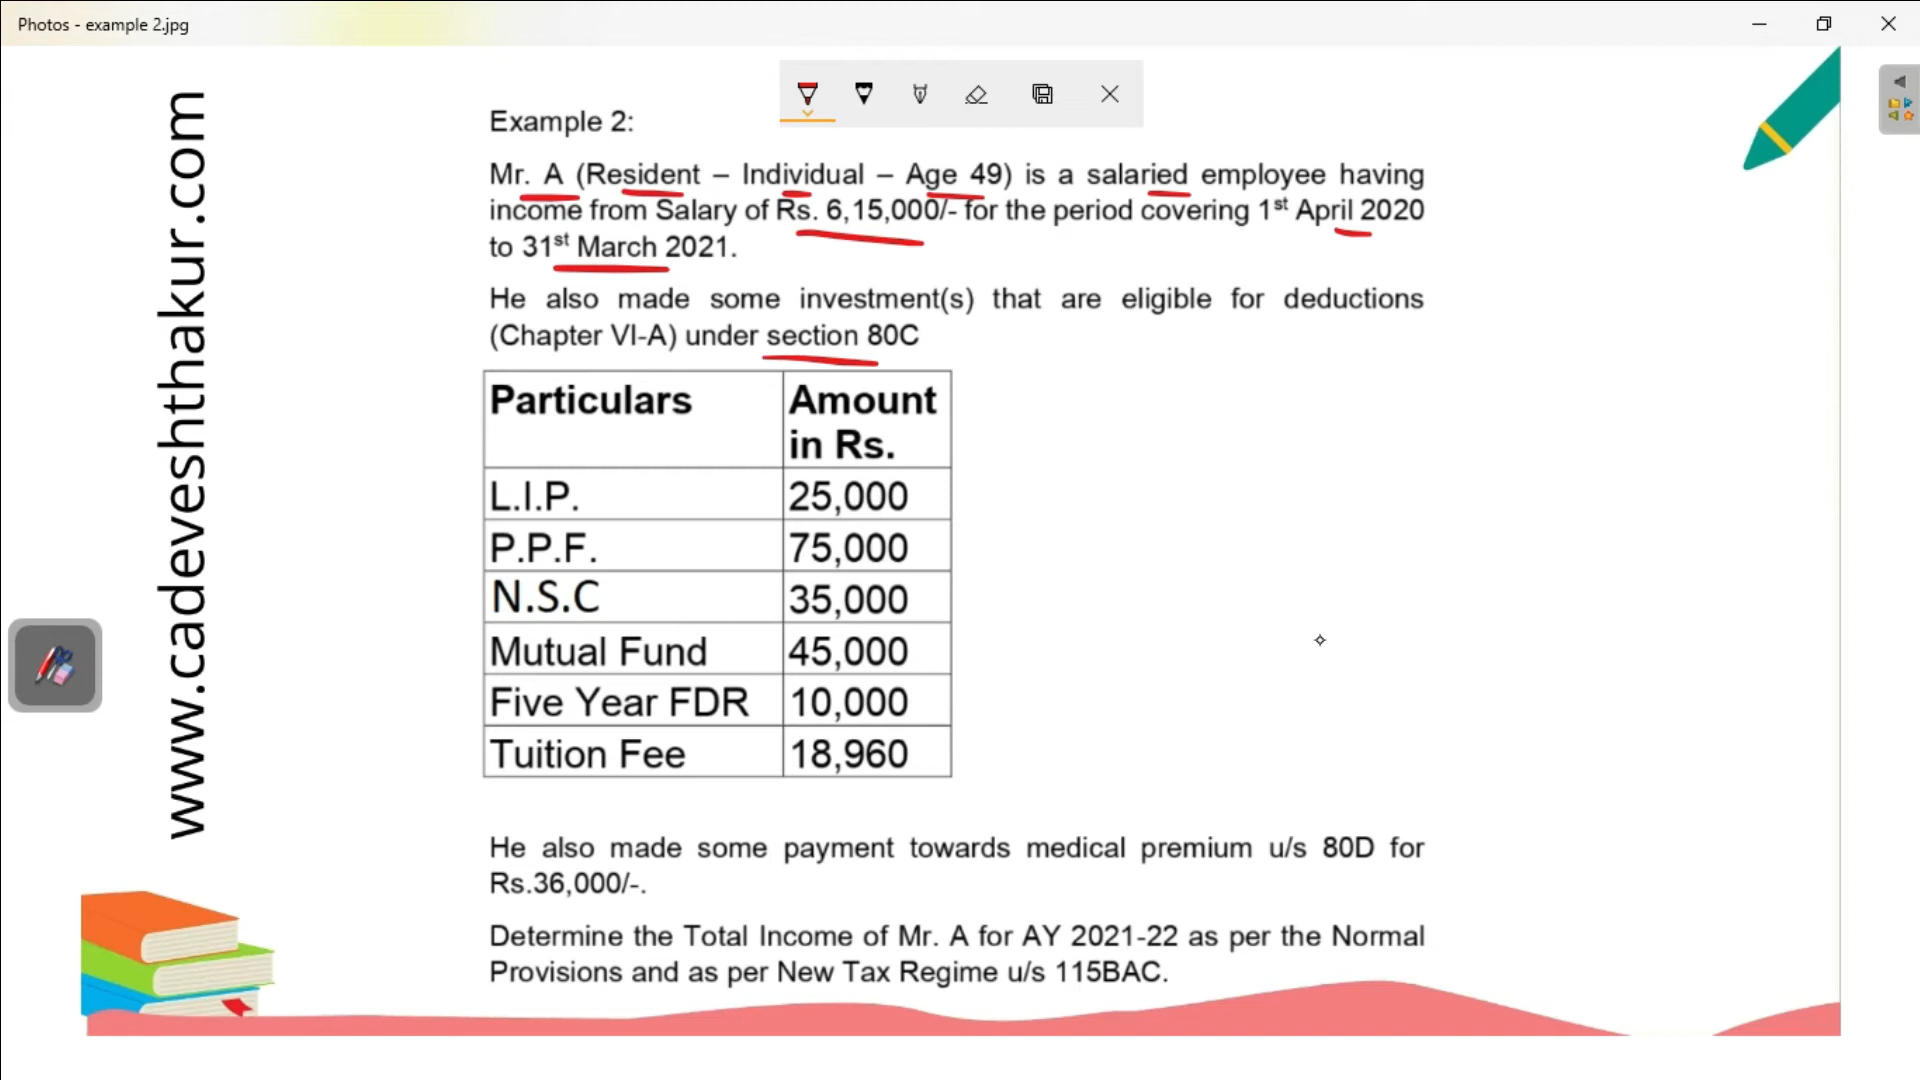 Photos - example 2.jpg
www.cadeveshthakur.com
Example 2:
Mr. A (Resident – Individual – Age 49) is a salaried employee having
income from Salary of Rs. 6,15,000/- for the period covering 1st April 2020
to 31st March 2021.
He also made some investment(s) that are eligible for deductions
(Chapter VI-A) under section 80C
Particulars Amount
in Rs.
L.I.P. 25,000
P.P.F. 75,000
N.S.C 35,000
Mutual Fund 45,000
Five Year FDR 10,000
Tuition Fee 18,960
He also made some payment towards medical premium u/s 80D for
Rs.36,000/-.
Determine the Total Income of Mr. A for AY 2021-22 as per the Normal
Provisions and as per New Tax Regime u/s 115BAC.